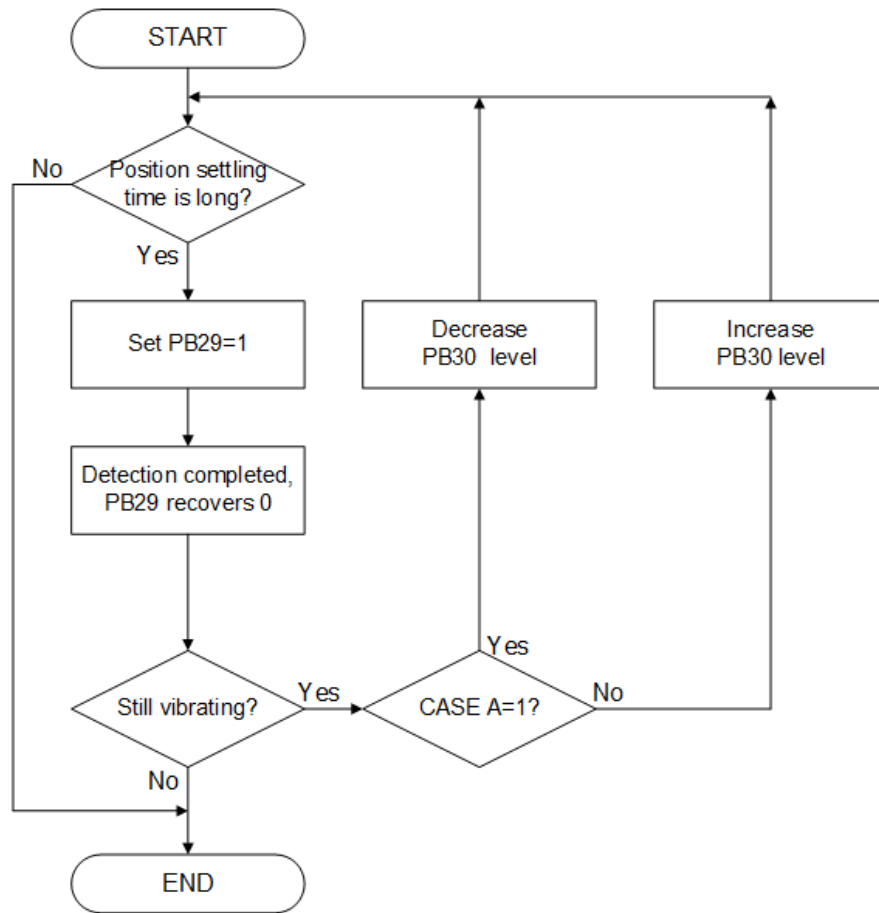 START
No
Position settling
time is long?
Yes
Set PB29=1
Decrease
PB30 level
Increase
PB30 level
Detection completed,
PB29 recovers 0
Still vibrating?
Yes
CASE A=1?
Yes
No
No
END